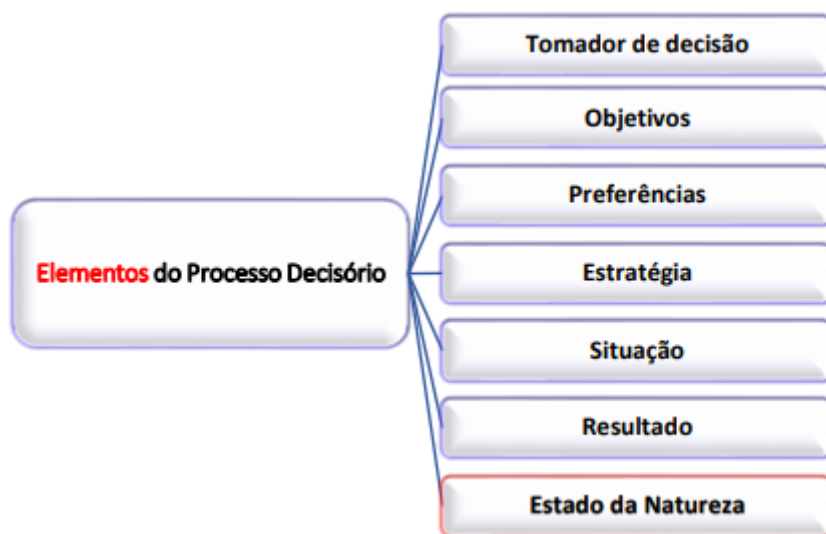 Elementos do Processo Decisório
Tomador de decisão
Objetivos
Preferências
Estratégia
Situação
Resultado
Estado da Natureza